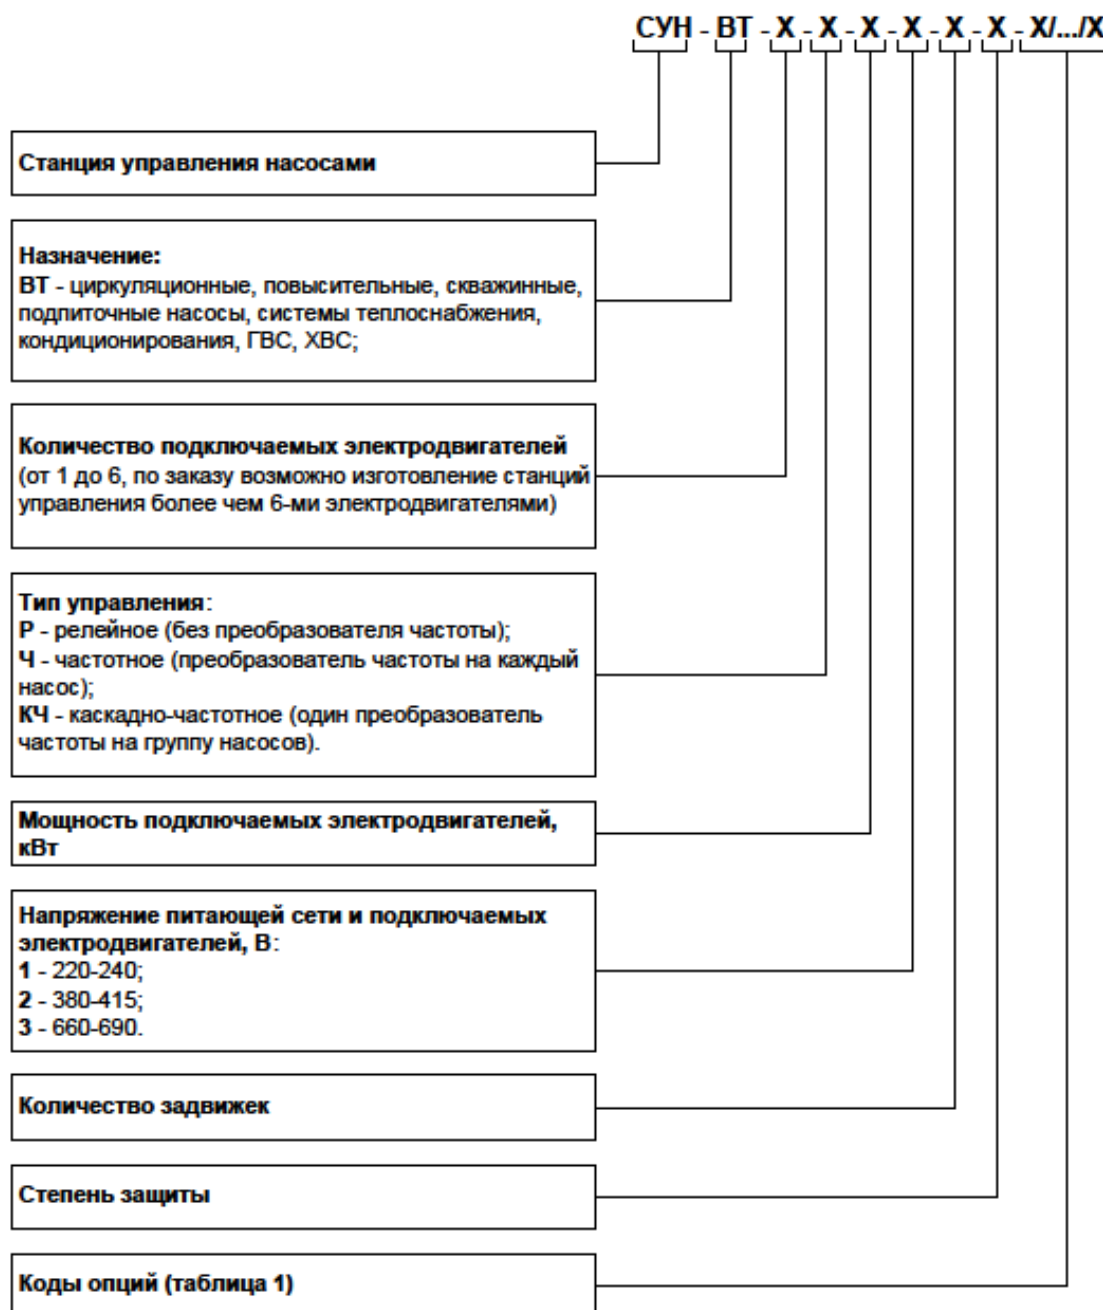 СУН - ВТ - Х - Х - Х - Х - Х - Х - Х/.../Х
Станция управления насосами
Назначение:
ВТ - циркуляционные, повысительные, скважинные,
подпиточные насосы, системы теплоснабжения,
кондиционирования, ГВС, ХВС;
Количество подключаемых электродвигателей
(от 1 до 6, по заказу возможно изготовление станций
управления более чем 6-ми электродвигателями)
Тип управления:
Р - релейное (без преобразователя частоты);
Ч - частотное (преобразователь частоты на каждый
насос);
КЧ - каскадно-частотное (один преобразователь
частоты на группу насосов).
Мощность подключаемых электродвигателей,
кВт
Напряжение питающей сети и подключаемых
электродвигателей, В:
1 - 220-240;
2 - 380-415;
3 - 660-690.
Количество задвижек
Степень защиты
Коды опций (таблица 1)